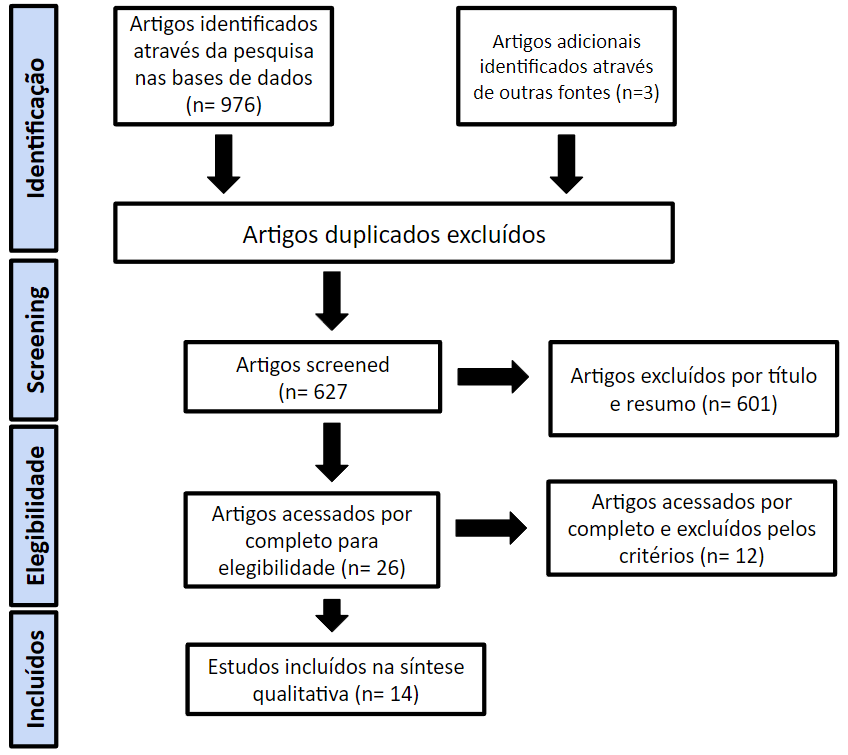 Identificação
Artigos identificados
através da pesquisa
nas bases de dados
(n= 976)
Artigos adicionais
identificados através
de outras fontes (n=3)
Artigos duplicados excluídos
Screening
Artigos screened
(n= 627
Artigos excluídos por título
e resumo (n= 601)
Elegibilidade
Artigos acessados por
completo para
elegibilidade (n= 26)
Artigos acessados por
completo e excluídos pelos
critérios (n= 12)
Incluídos
Estudos incluídos na síntese
qualitativa (n= 14)